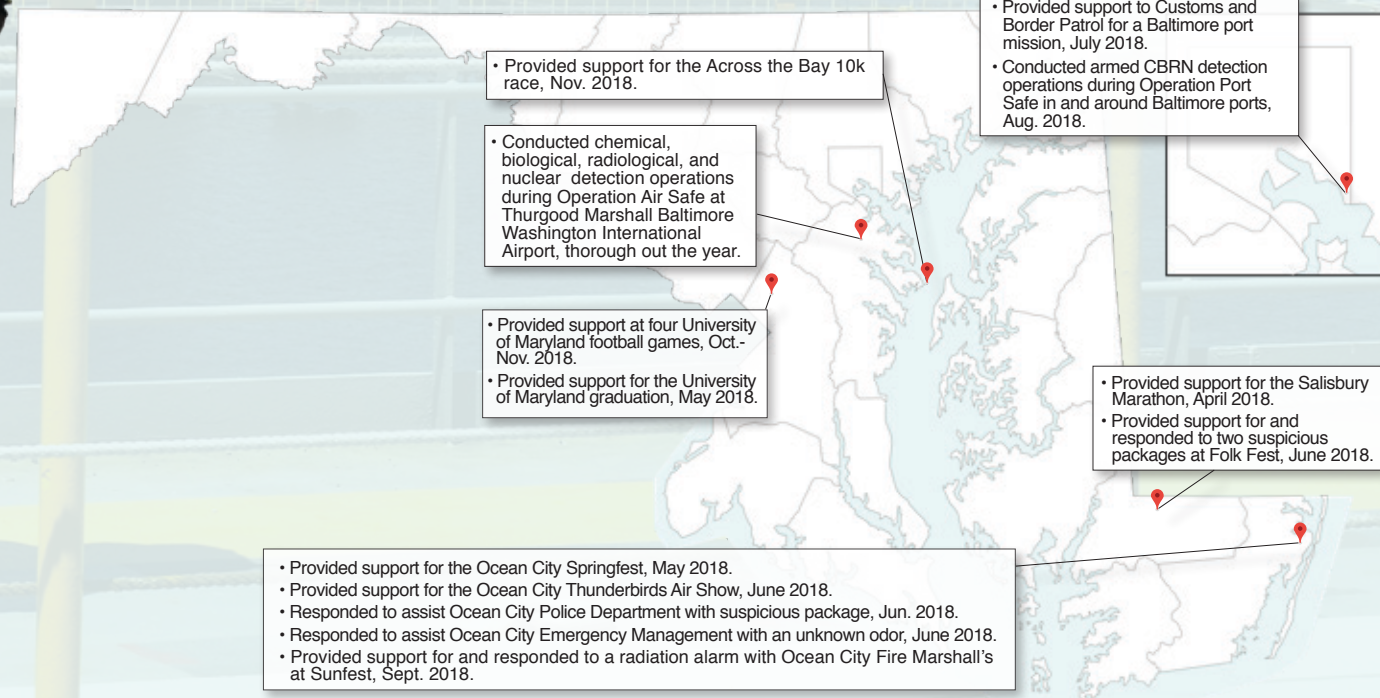 • Provided support to Customs and
Border Patrol for a Baltimore port
mission, July 2018.
• Conducted armed CBRN detection
operations during Operation Port
Safe in and around Baltimore ports,
Aug. 2018.
• Provided support for the Across the Bay 10k
race, Nov. 2018.
• Conducted chemical,
biological, radiological, and
nuclear detection operations
during Operation Air Safe at
Thurgood Marshall Baltimore
Washington International
Airport, thorough out the year.
• Provided support at four University
of Maryland football games, Oct.-
Nov. 2018.
• Provided support for the University
of Maryland graduation, May 2018.
• Provided support for the Salisbury
Marathon, April 2018.
• Provided support for and
responded to two suspicious
packages at Folk Fest, June 2018.
• Provided support for the Ocean City Springfest, May 2018.
• Provided support for the Ocean City Thunderbirds Air Show, June 2018.
• Responded to assist Ocean City Police Department with suspicious package, Jun. 2018.
• Responded to assist Ocean City Emergency Management with an unknown odor, June 2018.
• Provided support for and responded to a radiation alarm with Ocean City Fire Marshall's
at Sunfest, Sept. 2018.